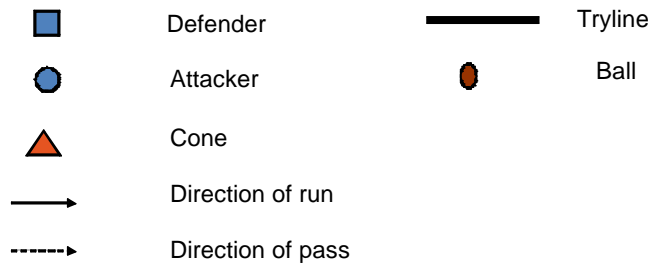 Defender
Tryline
Attacker
Ball
Cone
Direction of run
Direction of pass